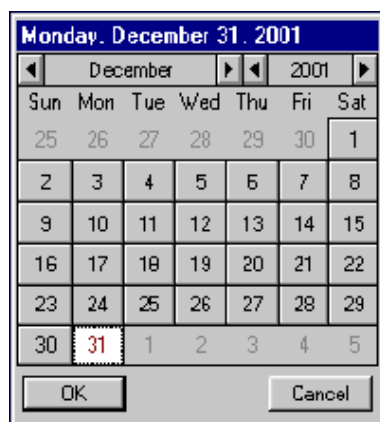 Monday, December 31, 2001
December 2001
Sun Mon Tue Wed Thu Fri Sat
25 26 27 28 29 30 1
2 3 4 5 6 7 8
9 10 11 12 13 14 15
16 17 18 19 20 21 22
23 24 25 26 27 28 29
30 31 1 2 3 4 5
OK Cancel